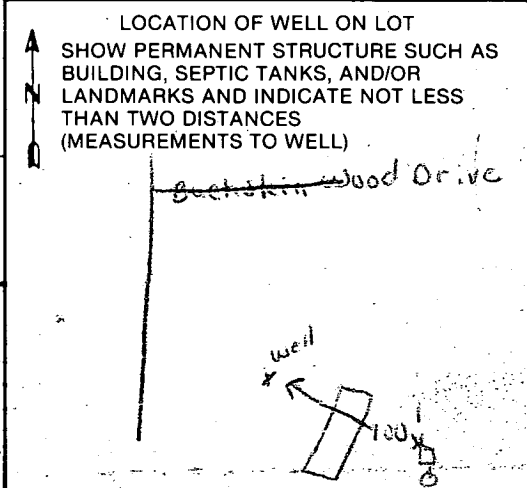 LOCATION OF WELL ON LOT
SHOW PERMANENT STRUCTURE SUCH AS
BUILDING, SEPTIC TANKS, AND/OR
N
LANDMARKS AND INDICATE NOT LESS
THAN TWO DISTANCES
(MEASUREMENTS TO WELL)
Buckskin Wood Drive
well
x
100